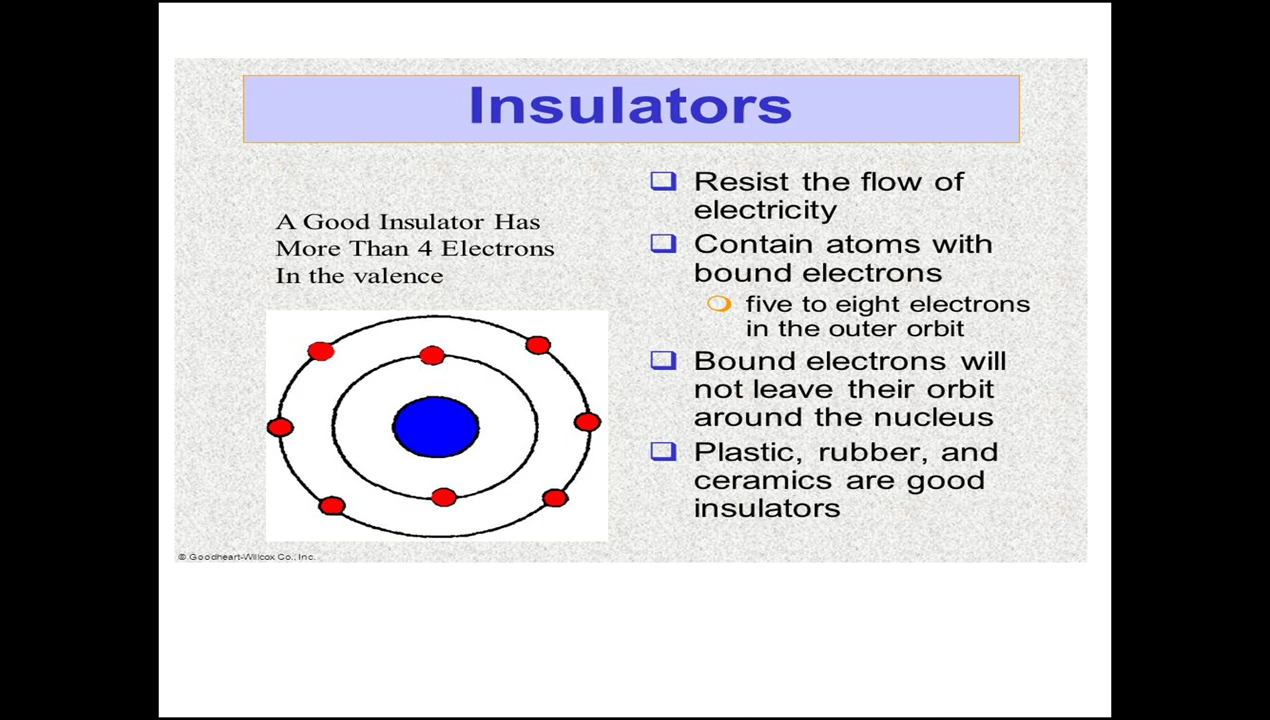 Insulators
A Good Insulator Has
More Than 4 Electrons
In the valence
Resist the flow of
electricity
Contain atoms with
bound electrons
five to eight electrons
in the outer orbit
Bound electrons will
not leave their orbit
around the nucleus
Plastic, rubber, and
ceramics are good
insulators
© Goodheart-Willcox Co., Inc.